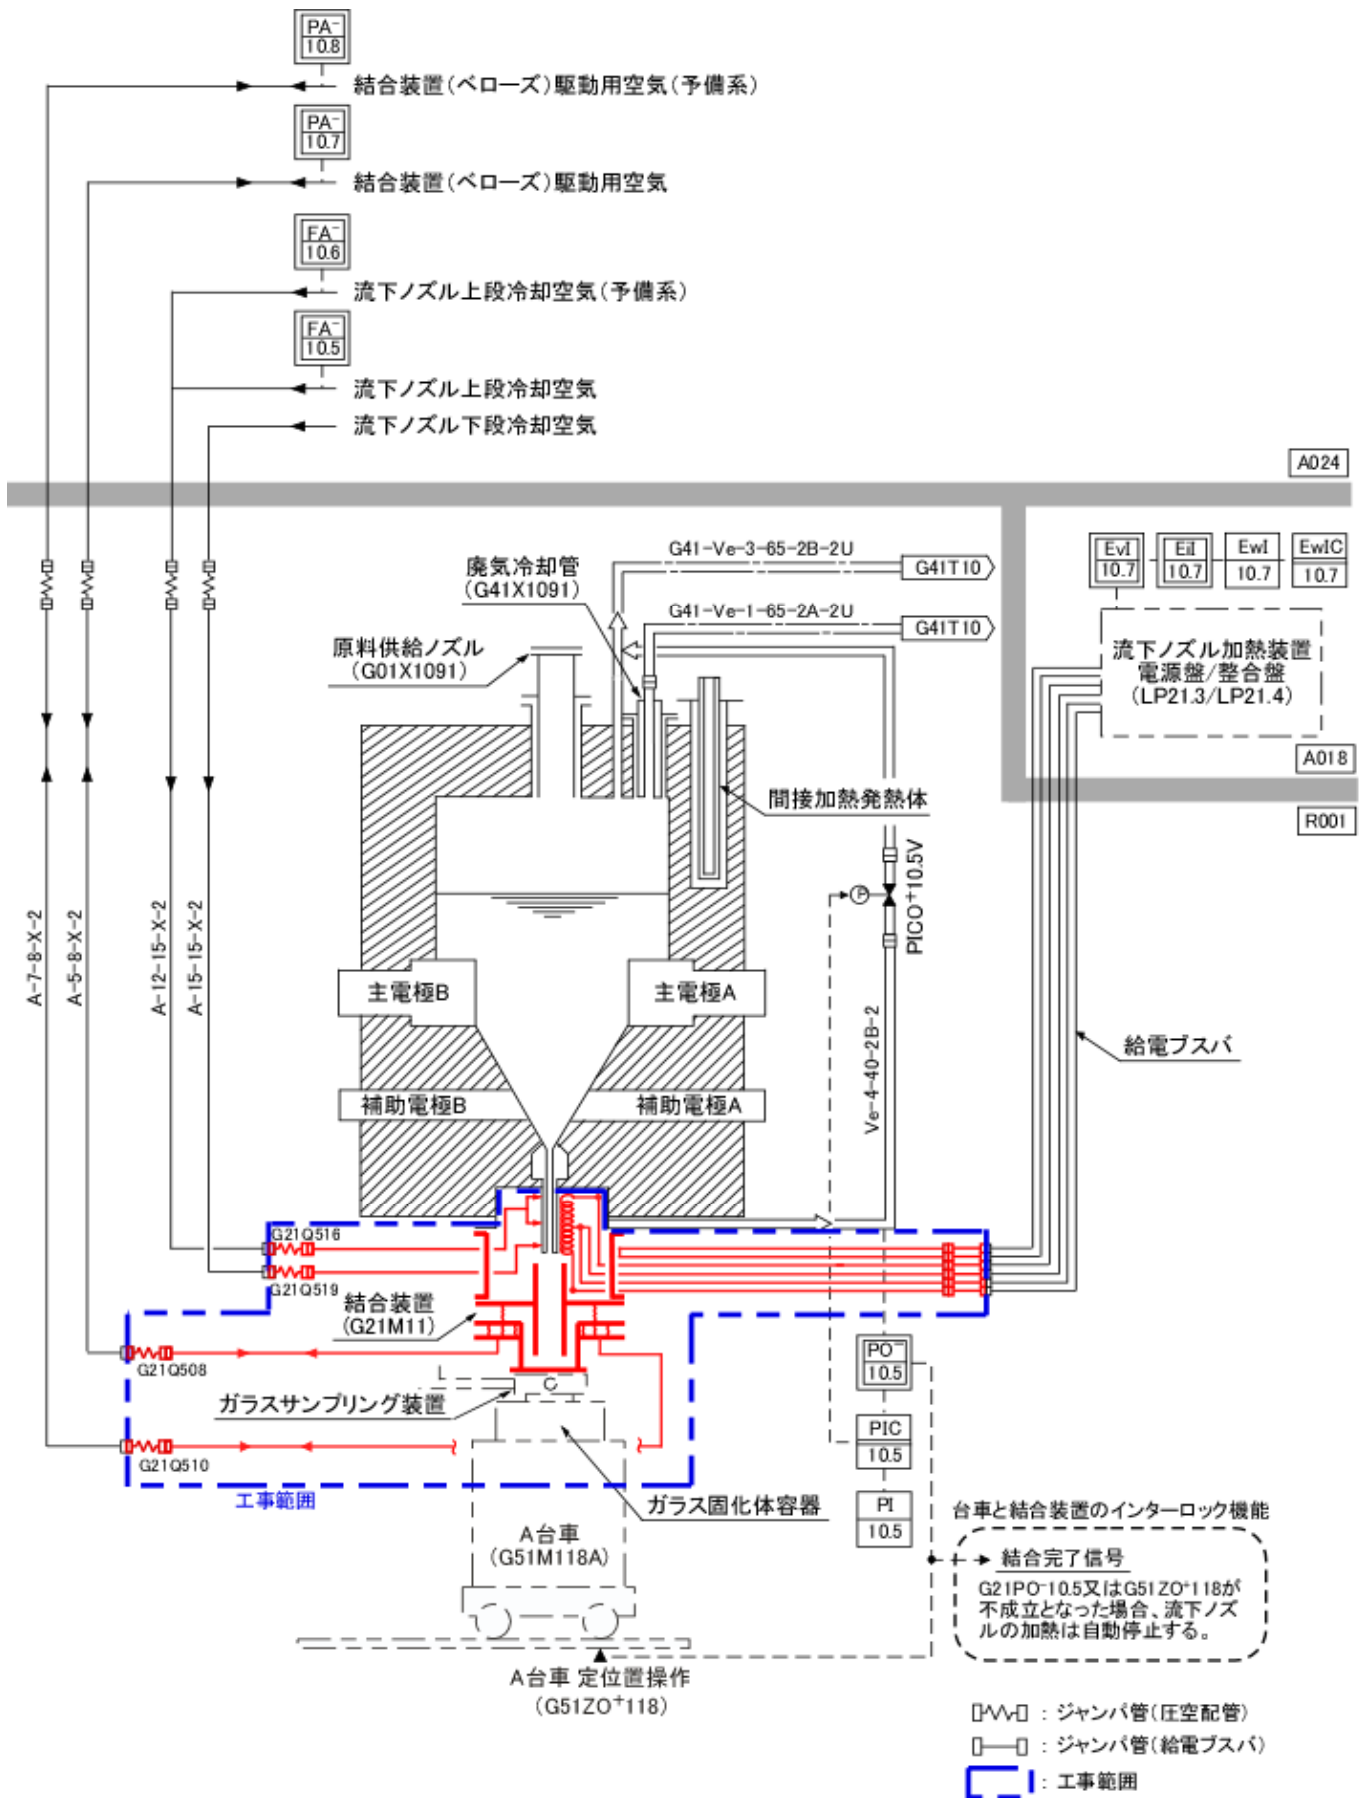 PA⁻
10.8
結合装置(ベローズ)駆動用空気(予備系)
PA⁻
10.7
結合装置(ベローズ)駆動用空気
FA⁻
10.6
流下ノズル上段冷却空気(予備系)
FA⁻
10.5
流下ノズル上段冷却空気
流下ノズル下段冷却空気
A024
G41-Ve-3-65-2B-2U
G41T10
廃気冷却管
(G41X1091)
G41-Ve-1-65-2A-2U
G41T10
EvI
10.7
EiI
10.7
EwI
10.7
EwIC
10.7
原料供給ノズル
(G01X1091)
流下ノズル加熱装置
電源盤/整合盤
(LP21.3/LP21.4)
A018
R001
間接加熱発熱体
PICO⁺10.5V
A-7-8-X-2
A-5-8-X-2
A-12-15-X-2
A-15-15-X-2
主電極B
主電極A
Ve-4-40-2B-2
給電ブスバ
補助電極B
補助電極A
G21Q516
G21Q519
結合装置
(G21M11)
G21Q508
ガラスサンプリング装置
G21Q510
工事範囲
ガラス固化体容器
PO⁻
10.5
PIC
10.5
PI
10.5
A台車
(G51M118A)
台車と結合装置のインターロック機能
結合完了信号
G21PO⁻10.5又はG51ZO⁺118が
不成立となった場合、流下ノズ
ルの加熱は自動停止する。
A台車 定位置操作
(G51ZO⁺118)
: ジャンパ管(圧空配管)
: ジャンパ管(給電ブスバ)
: 工事範囲